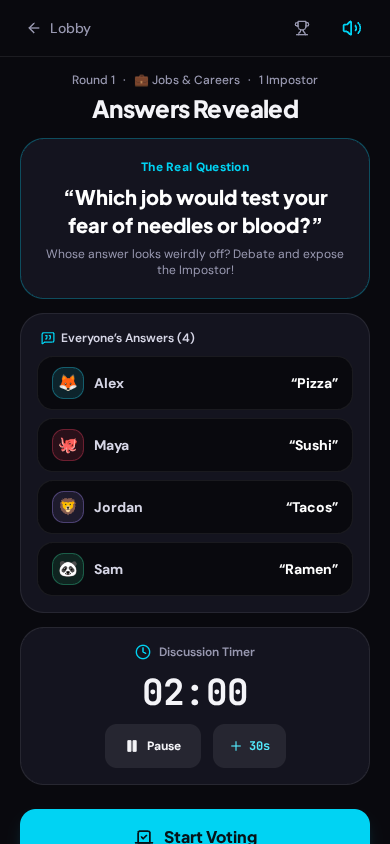 Lobby
Round 1 · 💼 Jobs & Careers · 1 Impostor
Answers Revealed
The Real Question
“Which job would test your
fear of needles or blood?”
Whose answer looks weirdly off? Debate and expose
the Impostor!
Everyone’s Answers (4)
Alex “Pizza”
Maya “Sushi”
Jordan “Tacos”
Sam “Ramen”
Discussion Timer
02:00
Pause + 30s
Start Voting